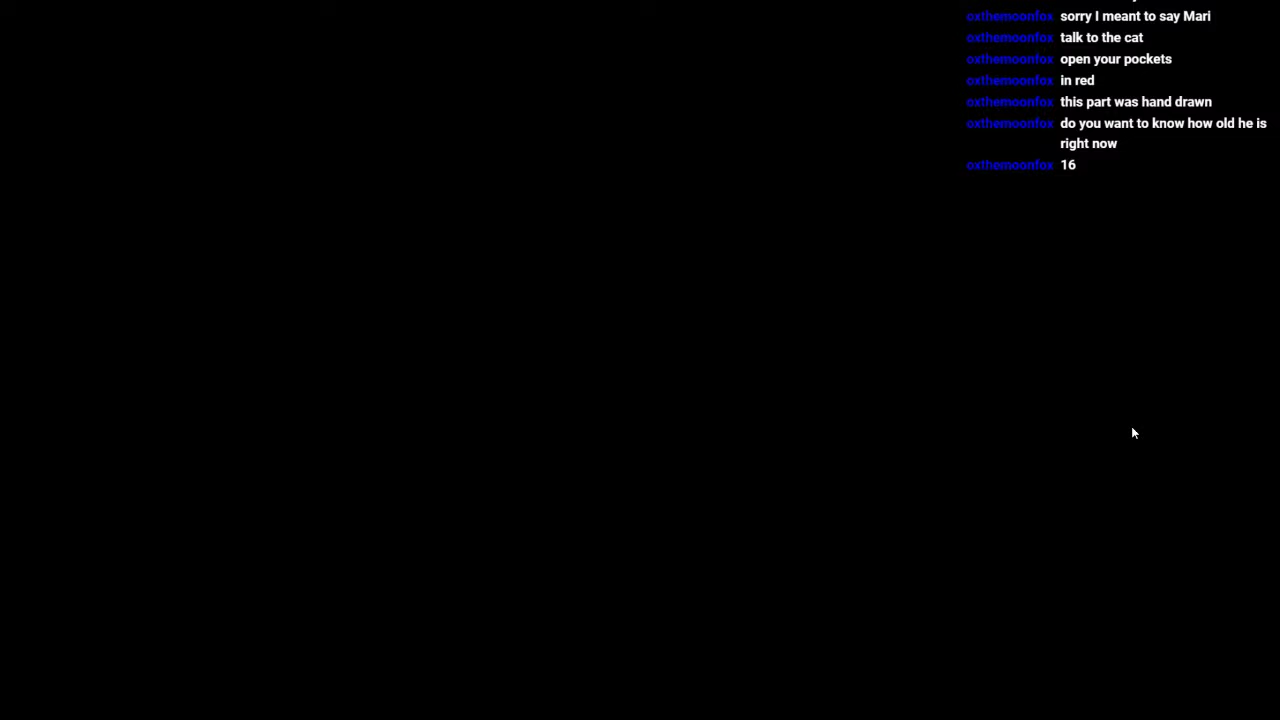 oxthemoonfox sorry I meant to say Mari
oxthemoonfox talk to the cat
oxthemoonfox open your pockets
oxthemoonfox in red
oxthemoonfox this part was hand drawn
oxthemoonfox do you want to know how old he is
right now
oxthemoonfox 16